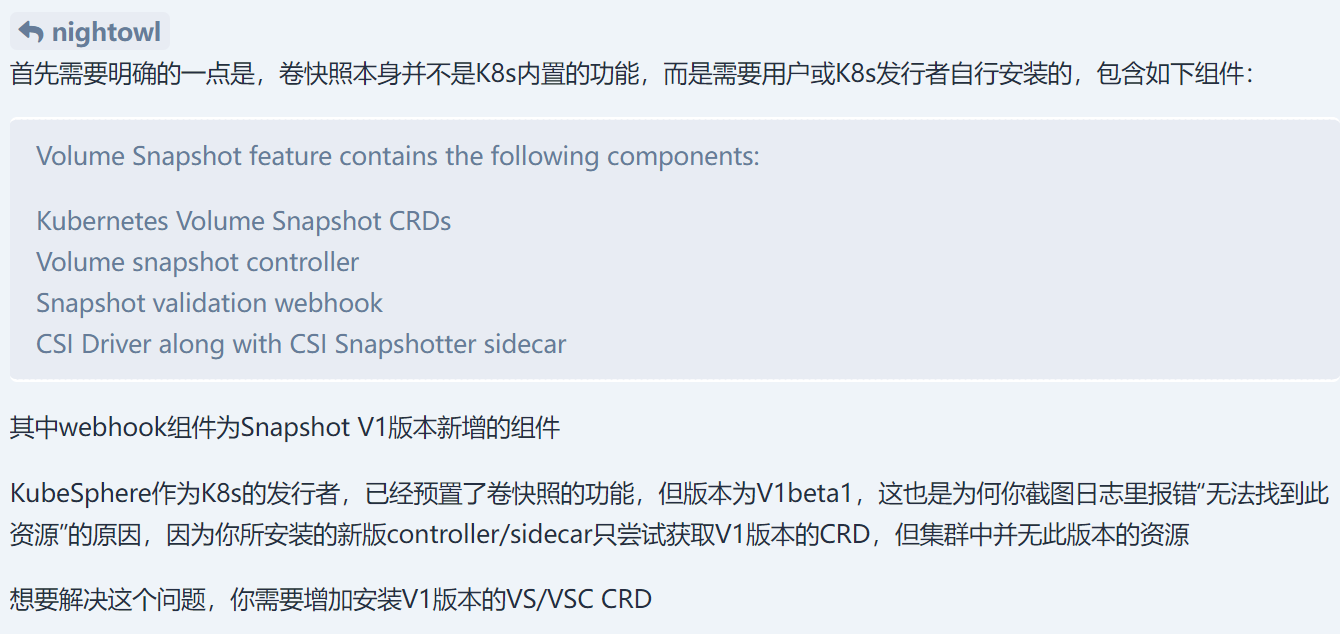 nightowl
首先需要明确的一点是，卷快照本身并不是K8s内置的功能，而是需要用户或K8s发行者自行安装的，包含如下组件：
Volume Snapshot feature contains the following components:
Kubernetes Volume Snapshot CRDs
Volume snapshot controller
Snapshot validation webhook
CSI Driver along with CSI Snapshotter sidecar
其中webhook组件为Snapshot V1版本新增的组件
KubeSphere作为K8s的发行者，已经预置了卷快照的功能，但版本为V1beta1，这也是为何你截图日志里报错“无法找到此
资源”的原因，因为你所安装的新版controller/sidecar只尝试获取V1版本的CRD，但集群中并无此版本的资源
想要解决这个问题，你需要增加安装V1版本的VS/VSC CRD